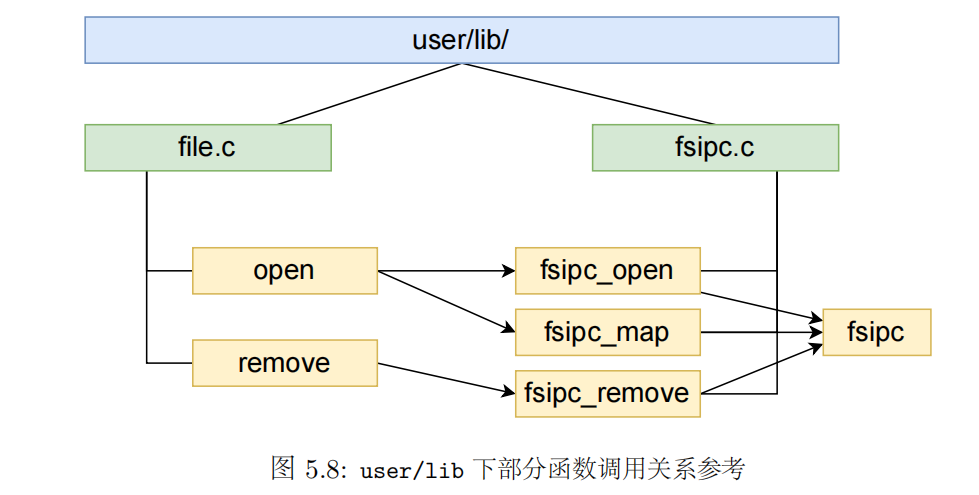 user/lib/
file.c
fsipc.c
open
fsipc_open
fsipc_map
fsipc
remove
fsipc_remove
图 5.8: user/lib 下部分函数调用关系参考